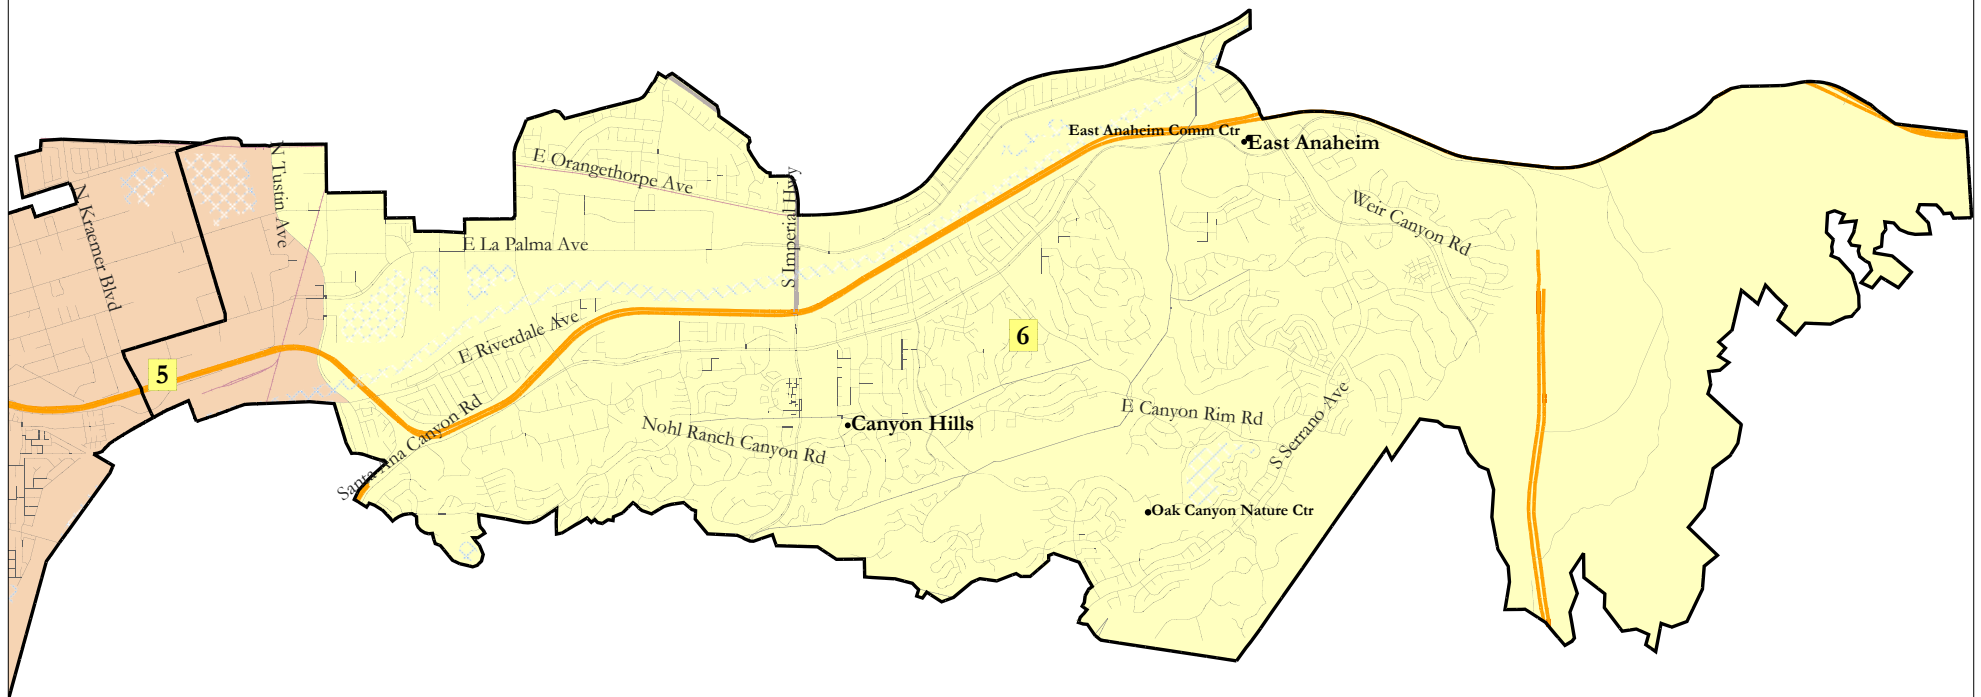 East Anaheim Comm Ctr
East Anaheim
E Orangethorpe Ave
N Tustin Ave
N Kraemer Blvd
S Imperial Hwy
Weir Canyon Rd
E La Palma Ave
E Riverdale Ave
6
5
Santa Ana Canyon Rd
Nohl Ranch Canyon Rd
Canyon Hills
E Canyon Rim Rd
S Serrano Ave
Oak Canyon Nature Ctr